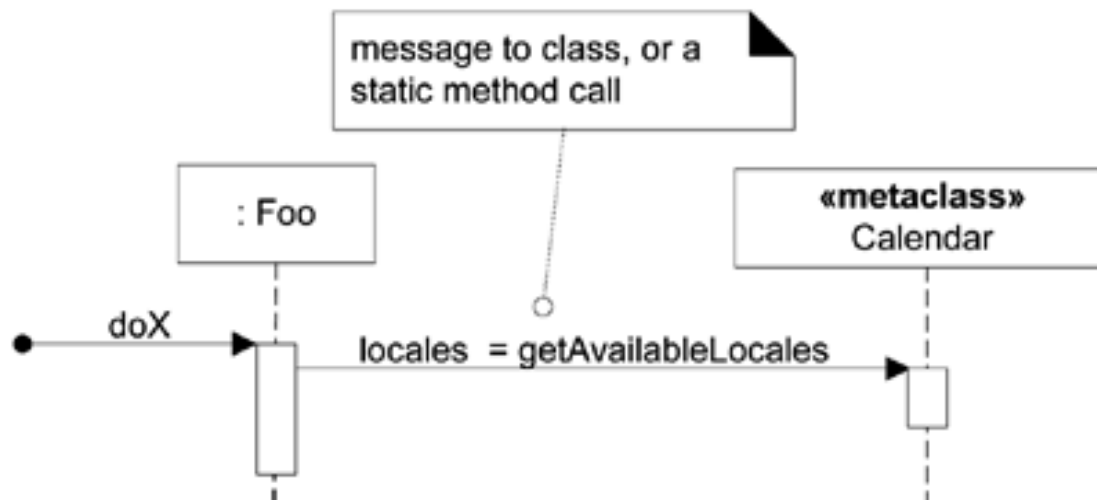 message to class, or a
static method call
: Foo
«metaclass»
Calendar
doX
locales = getAvailableLocales